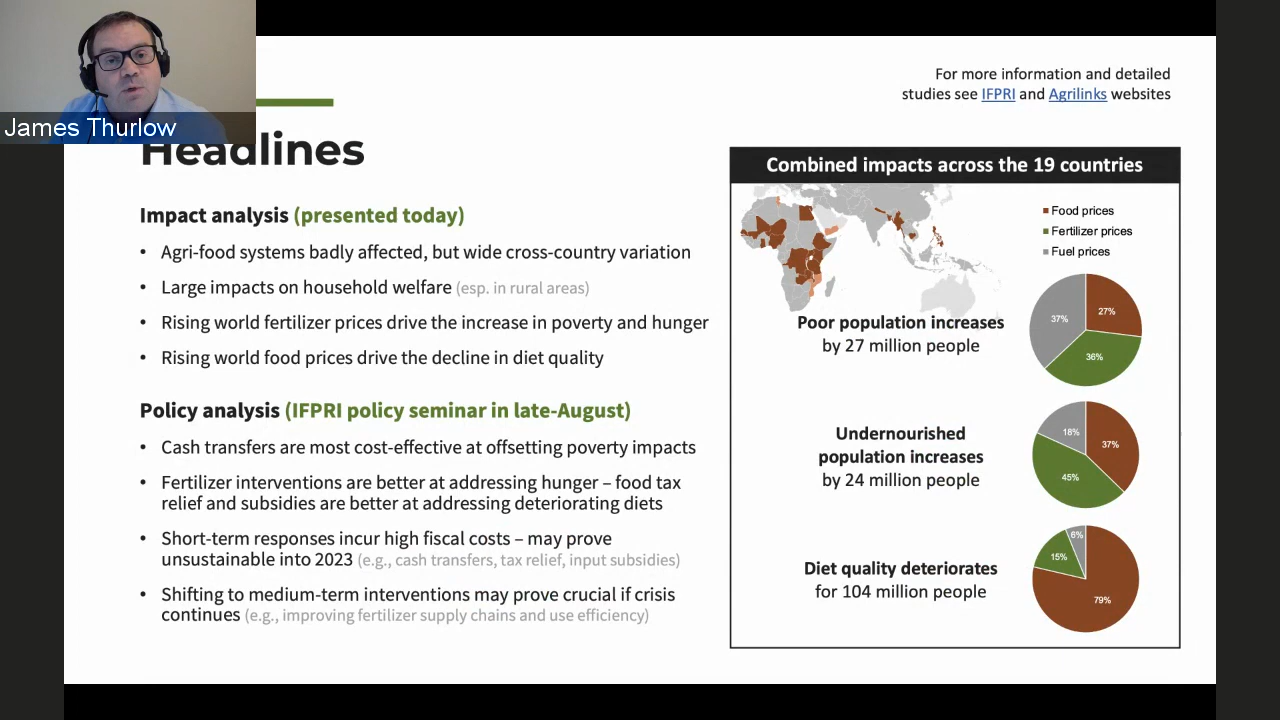 James Thurlow
For more information and detailed
studies see IFPRI and Agrilinks websites
Headlines
Impact analysis (presented today)
• Agri-food systems badly affected, but wide cross-country variation
• Large impacts on household welfare (esp. in rural areas)
• Rising world fertilizer prices drive the increase in poverty and hunger
• Rising world food prices drive the decline in diet quality
Policy analysis (IFPRI policy seminar in late-August)
• Cash transfers are most cost-effective at offsetting poverty impacts
• Fertilizer interventions are better at addressing hunger – food tax
relief and subsidies are better at addressing deteriorating diets
• Short-term responses incur high fiscal costs – may prove
unsustainable into 2023 (e.g., cash transfers, tax relief, input subsidies)
• Shifting to medium-term interventions may prove crucial if crisis
continues (e.g., improving fertilizer supply chains and use efficiency)
Combined impacts across the 19 countries
Food prices
Fertilizer prices
Fuel prices
Poor population increases
by 27 million people
37%
27%
36%
Undernourished
population increases
by 24 million people
18%
37%
45%
Diet quality deteriorates
for 104 million people
6%
15%
79%